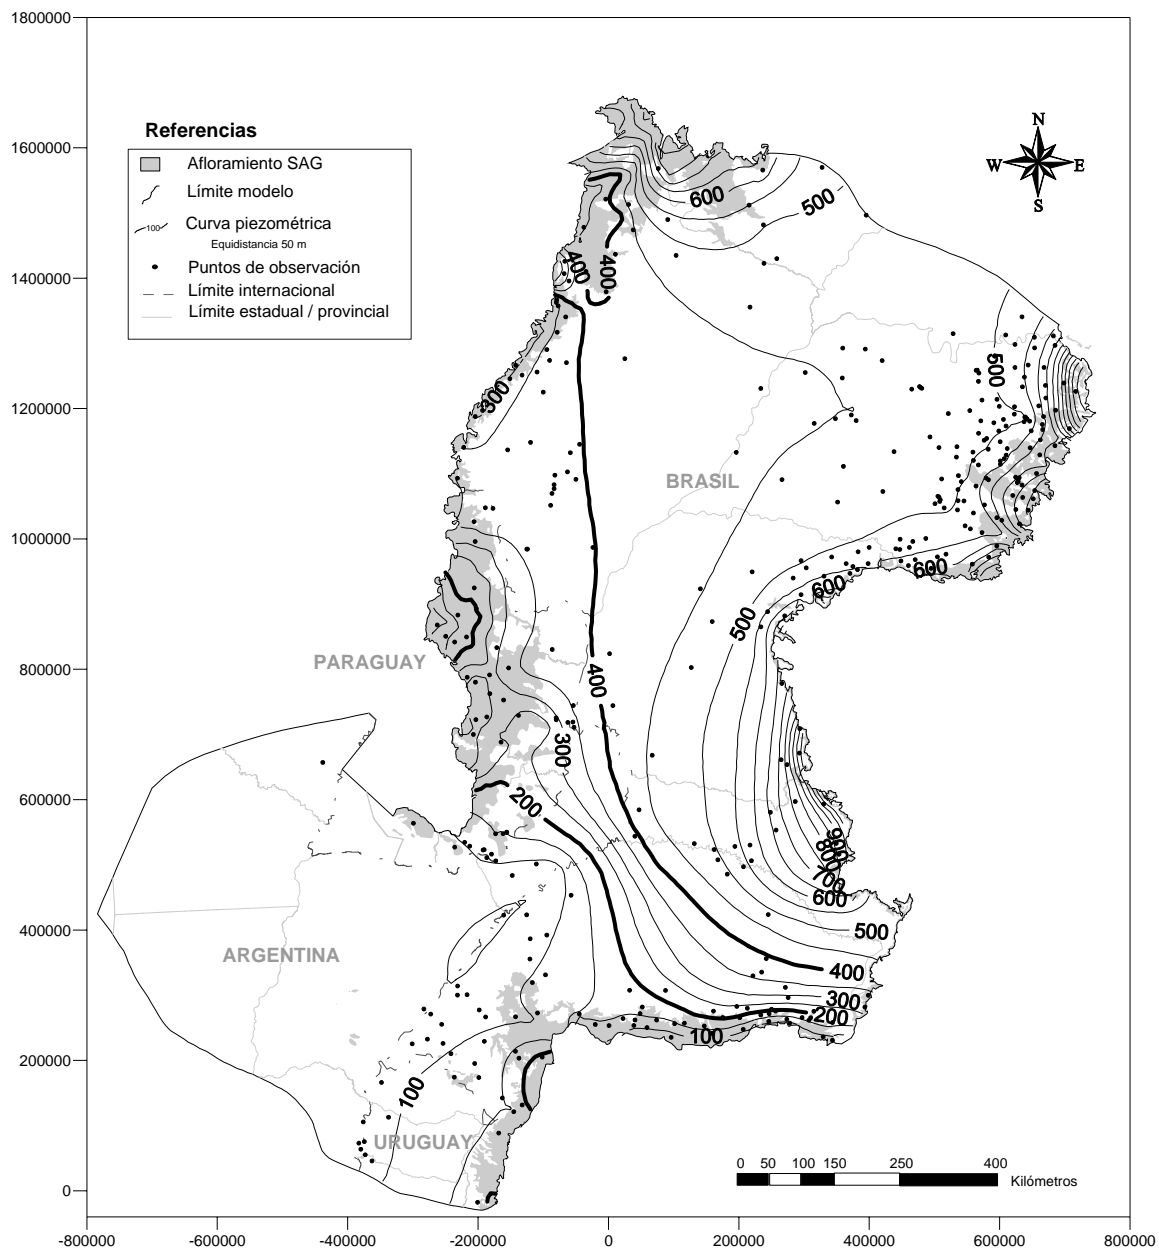 1800000
1600000
1400000
1200000
1000000
800000
600000
400000
200000
0
-800000
-600000
-400000
-200000
0
200000
400000
600000
800000
Referencias
Afloramiento SAG
Límite modelo
100
Curva piezométrica
Equidistancia 50 m
Puntos de observación
Límite internacional
Límite estadual / provincial
N
W
E
S
600
500
400
400
500
300
BRASIL
600
600
500
PARAGUAY
400
300
200
900
800
700
600
500
ARGENTINA
400
300
200
100
100
URUGUAY
0 50 100 150 250 400
Kilómetros